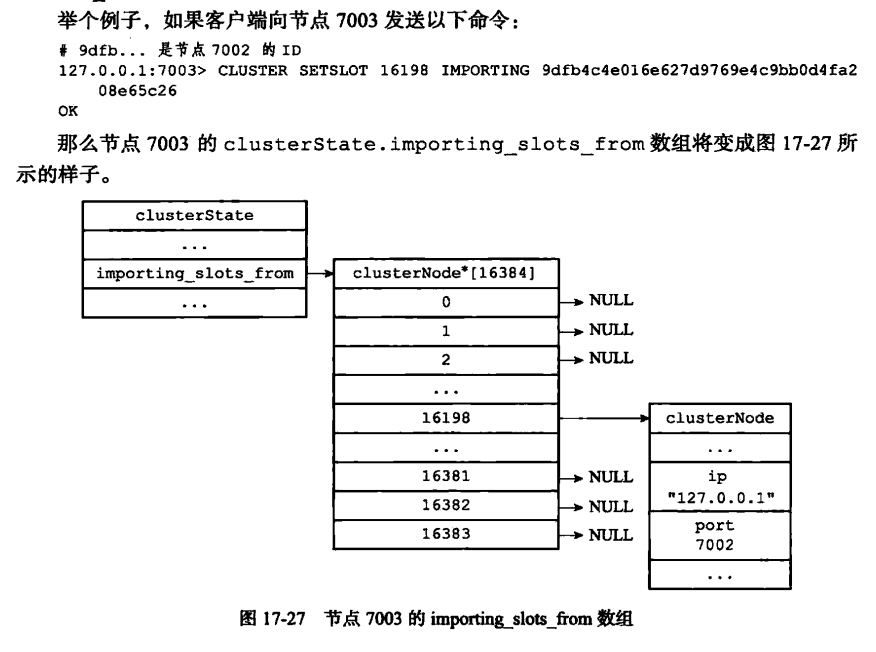 举个例子，如果客户端向节点 7003 发送以下命令：
# 9dfb... 是节点 7002 的 ID
127.0.0.1:7003> CLUSTER SETSLOT 16198 IMPORTING 9dfb4c4e016e627d9769e4c9bb0d4fa2
08e65c26
OK
那么节点 7003 的 clusterState.importing_slots_from 数组将变成图 17-27 所
示的样子。
clusterState
...
importing_slots_from
...
clusterNode*[16384]
0
NULL
1
NULL
2
NULL
...
16198
...
16381
NULL
16382
NULL
16383
NULL
clusterNode
...
ip
"127.0.0.1"
port
7002
...
图 17-27 节点 7003 的 importing_slots_from 数组